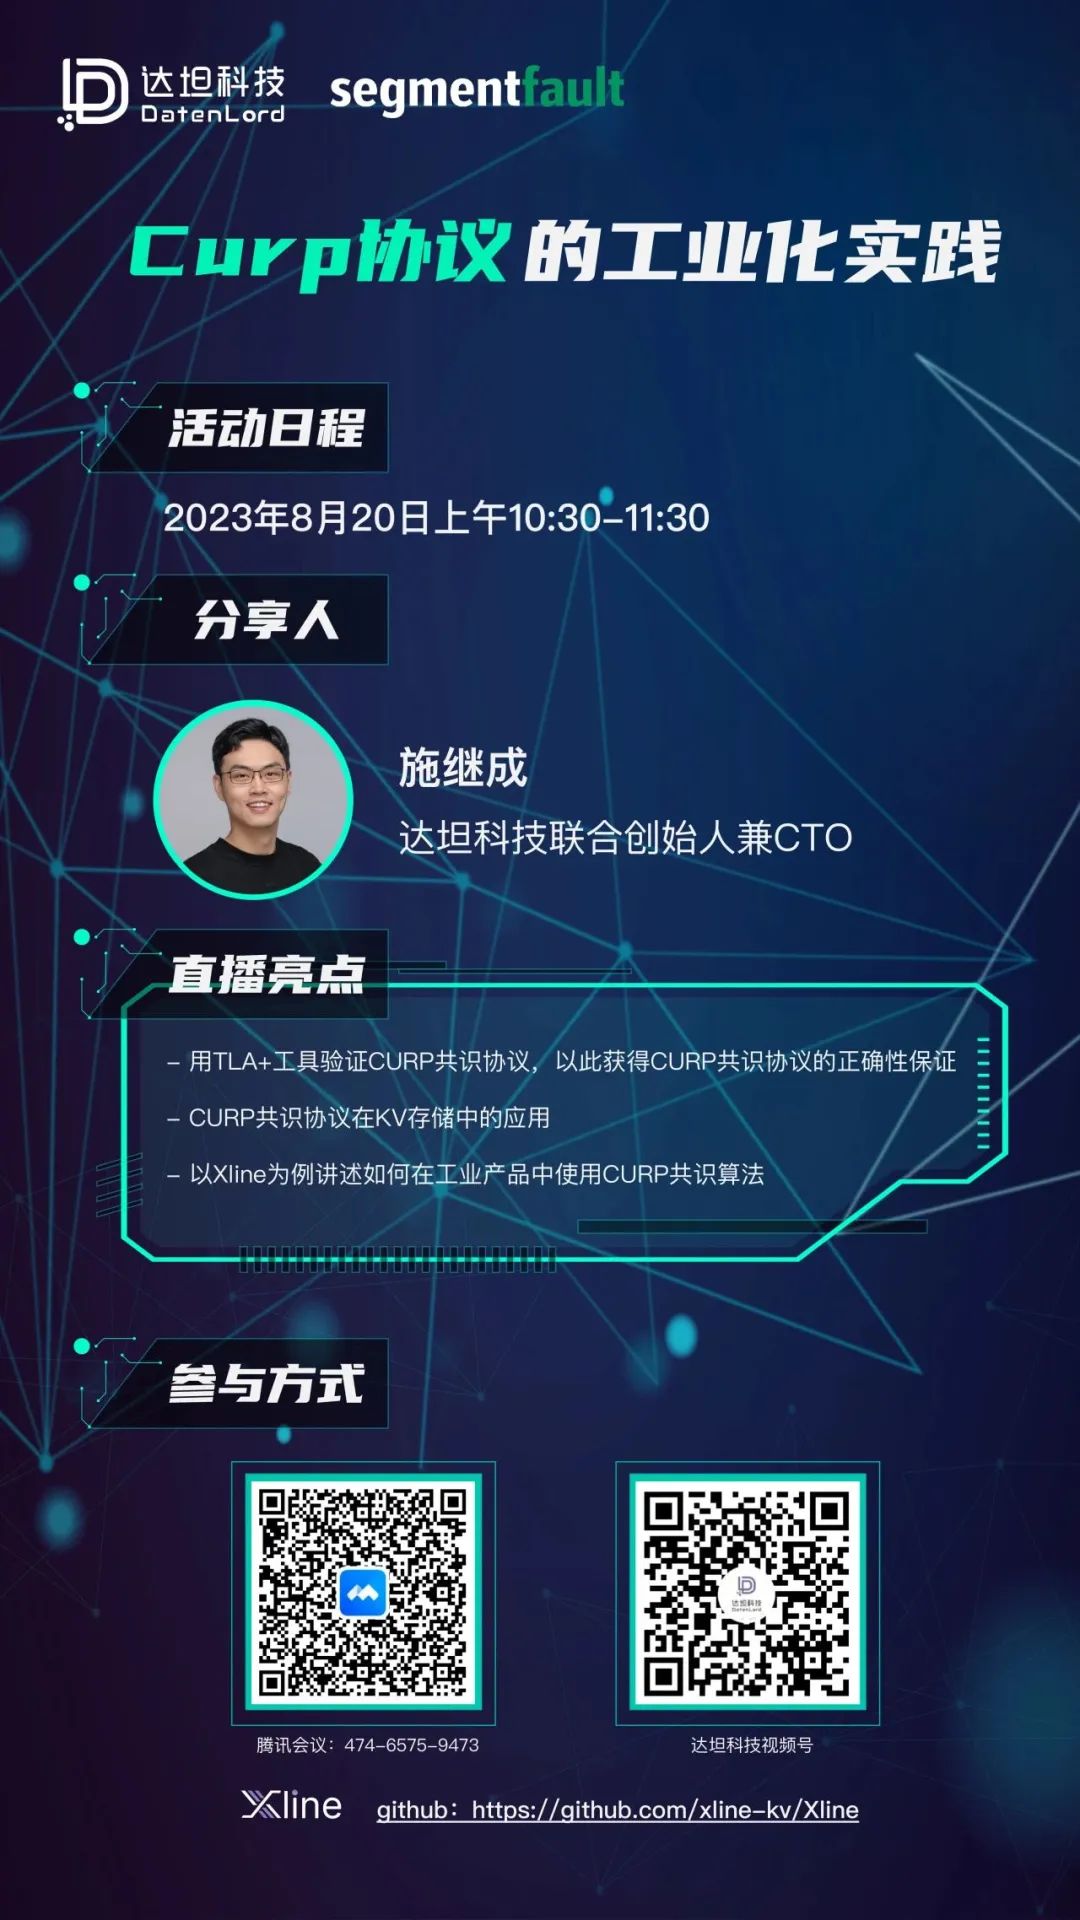 达坦科技
DatenLord
segmentfault
Curp协议的工业化实践
活动日程
2023年8月20日上午10:30-11:30
分享人
施继成
达坦科技联合创始人兼CTO
直播亮点
- 用TLA+工具验证CURP共识协议，以此获得CURP共识协议的正确性保证
- CURP共识协议在KV存储中的应用
- 以Xline为例讲述如何在工业产品中使用CURP共识算法
参与方式
达坦科技
DatenLord
腾讯会议：474-6575-9473
达坦科技视频号
Xline
github：https://github.com/xline-kv/Xline